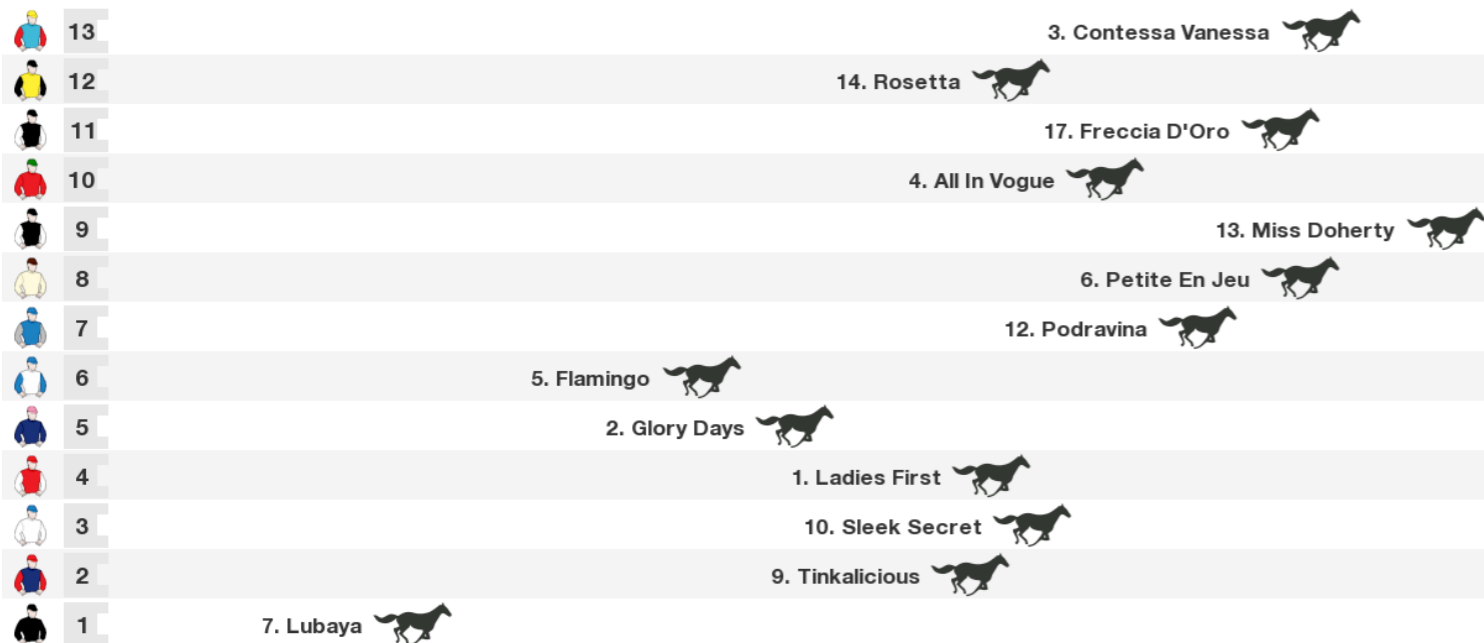 13 3. Contessa Vanessa
12 14. Rosetta
11 17. Freccia D'Oro
10 4. All In Vogue
9 13. Miss Doherty
8 6. Petite En Jeu
7 12. Podravina
6 5. Flamingo
5 2. Glory Days
4 1. Ladies First
3 10. Sleek Secret
2 9. Tinkalicious
1 7. Lubaya